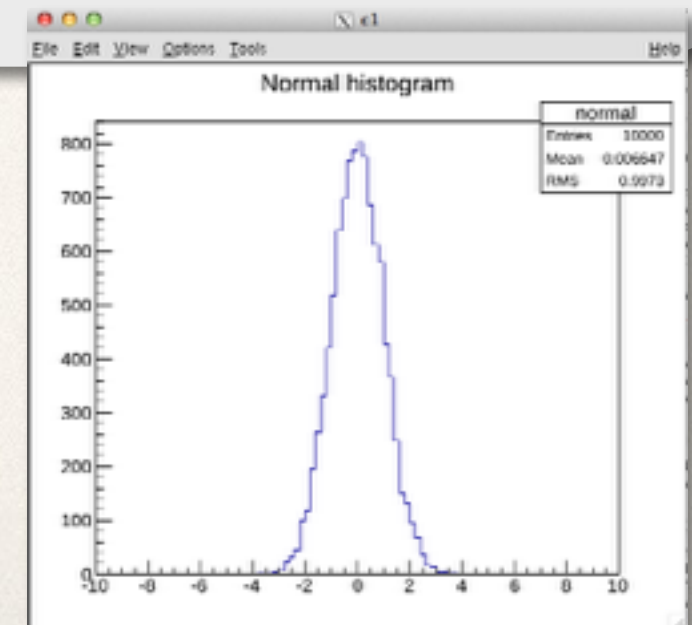 c1
File Edit View Options Tools Help
Normal histogram
normal
Entries 10000
Mean 0.006647
RMS 0.9973
800
700
600
500
400
300
200
100
0
-10 -8 -6 -4 -2 0 2 4 6 8 10